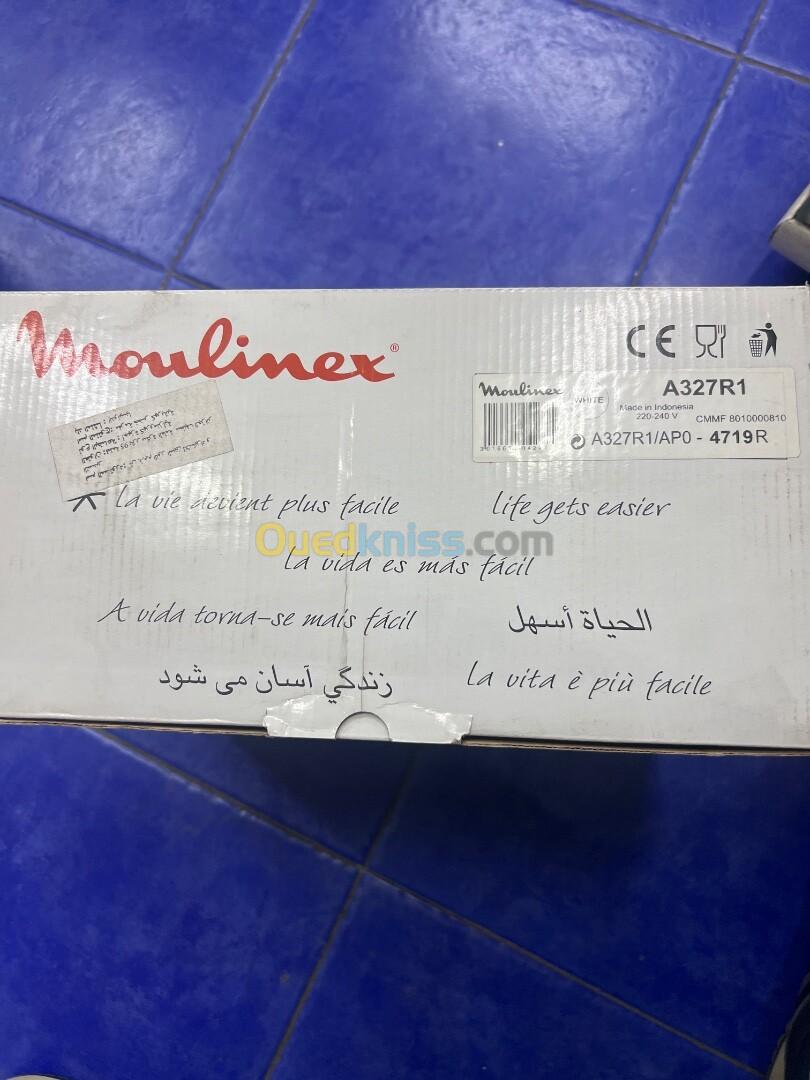 Moulinex®
CE
Moulinex A327R1
WHITE
Made in Indonesia
220-240 V
CMMF 8010000810
A327R1/AP0 - 4719R
La vie devient plus facile
life gets easier
Ouedkniss.com
La vida es más fácil
A vida torna-se mais fácil
الحياة أسهل
زندگي آسان مى شود
La vita è più facile